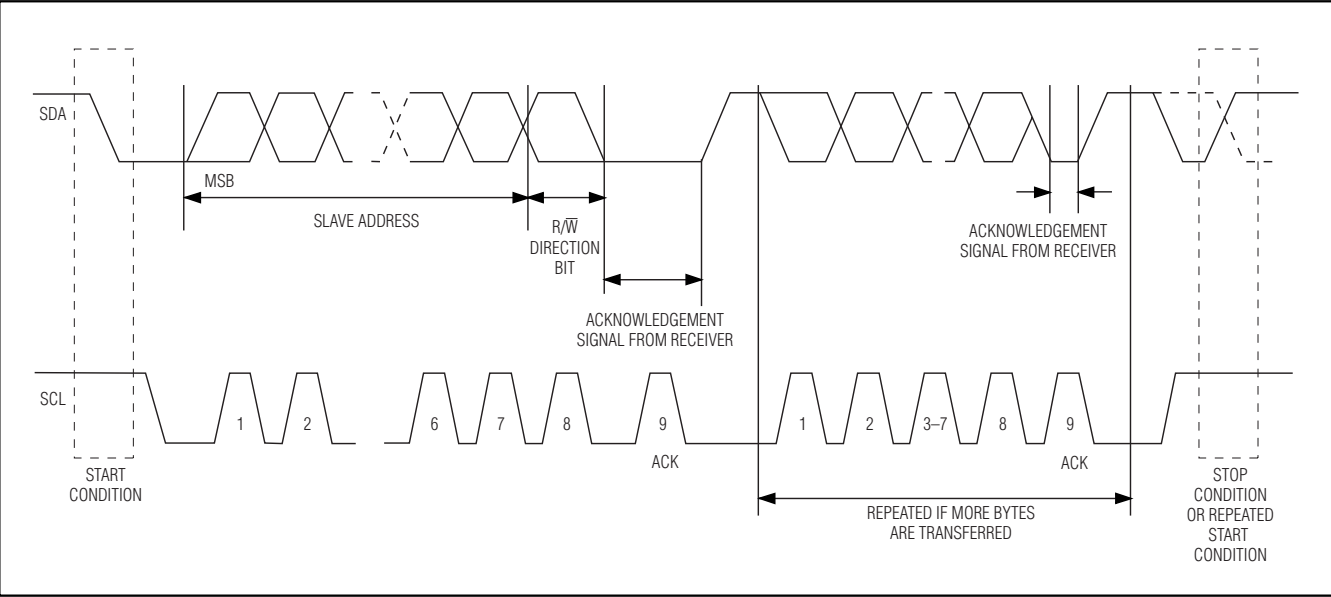 SDA
MSB
SLAVE ADDRESS
R/W̅
DIRECTION
BIT
ACKNOWLEDGEMENT
SIGNAL FROM RECEIVER
ACKNOWLEDGEMENT
SIGNAL FROM RECEIVER
SCL
1
2
6
7
8
9
1
2
3–7
8
9
ACK
ACK
START
CONDITION
REPEATED IF MORE BYTES
ARE TRANSFERRED
STOP
CONDITION
OR REPEATED
START
CONDITION